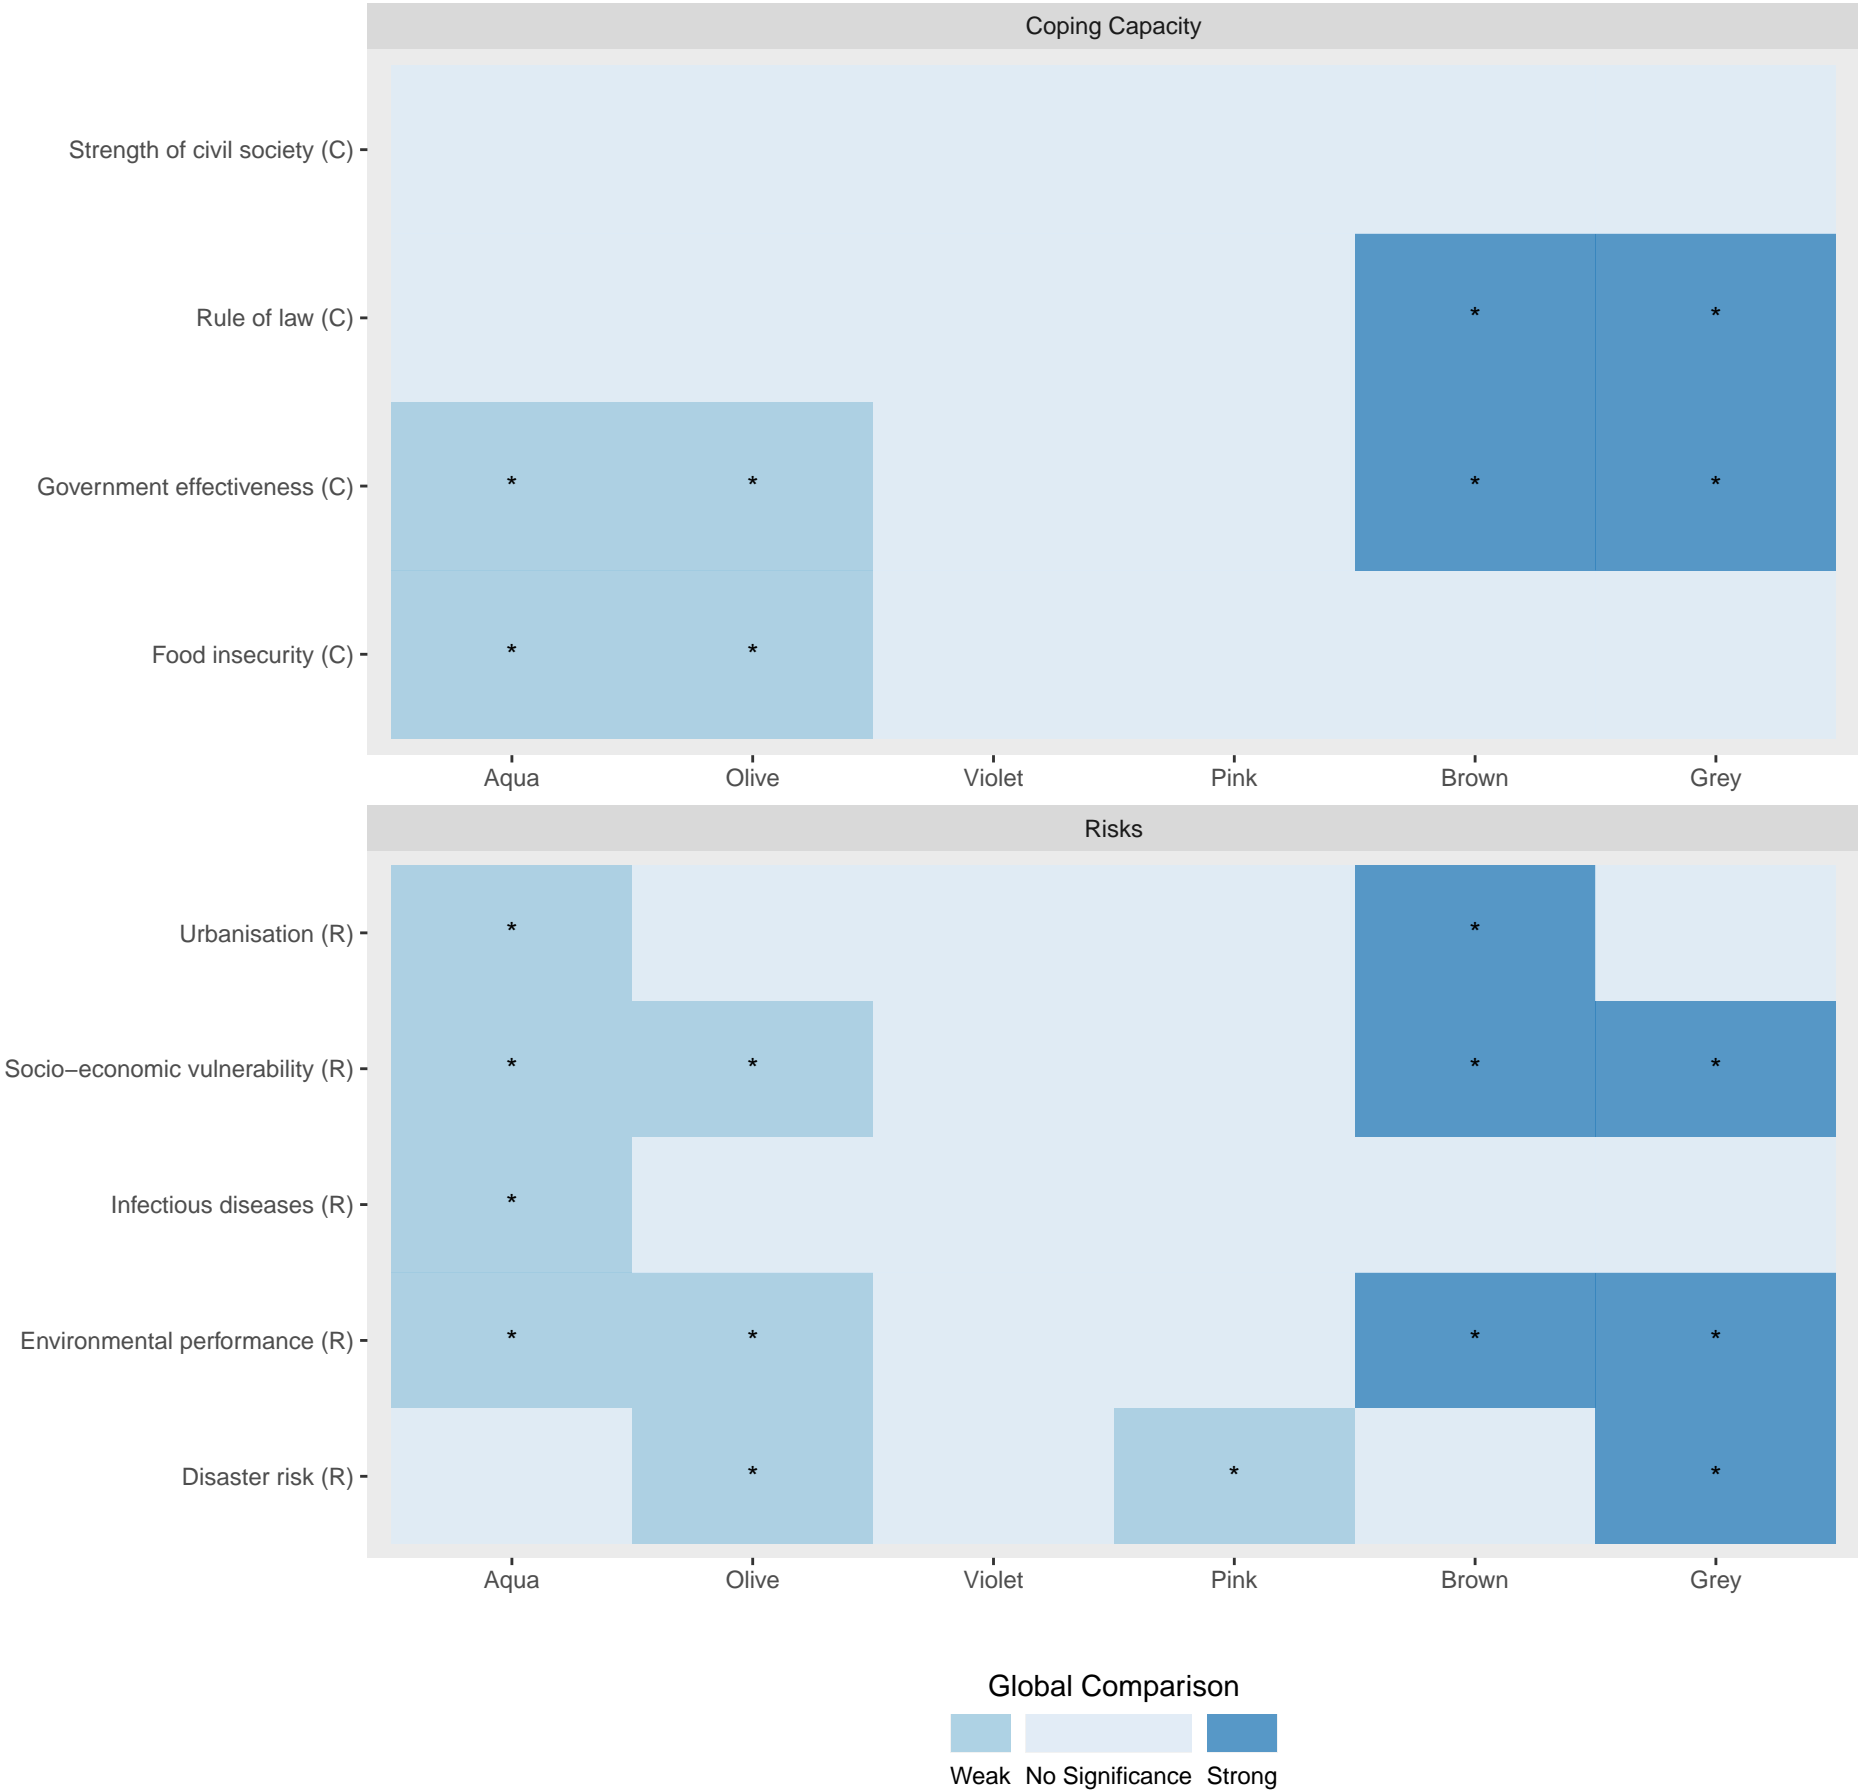 Coping Capacity
Strength of civil society (C)
Rule of law (C)
* *
Government effectiveness (C)
* * * *
Food insecurity (C)
* *
Aqua Olive Violet Pink Brown Grey
Risks
Urbanisation (R)
* *
Socio−economic vulnerability (R)
* * * *
Infectious diseases (R)
*
Environmental performance (R)
* * * *
Disaster risk (R)
* * *
Aqua Olive Violet Pink Brown Grey
Global Comparison
Weak No Significance Strong